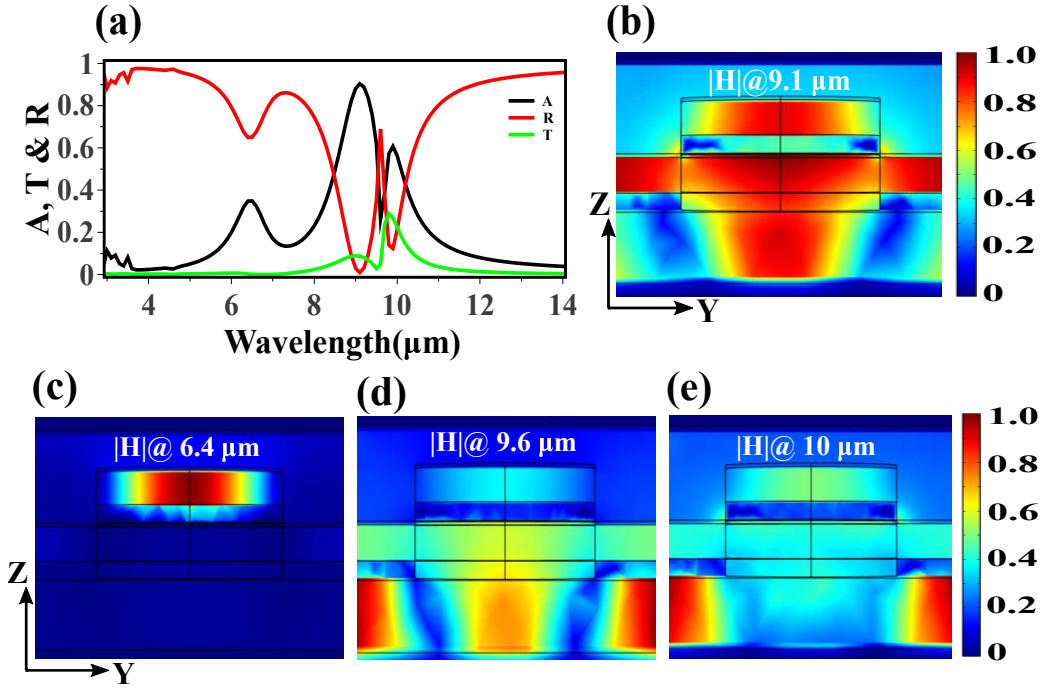 (a)
A, T & R
1
0.8
0.6
0.4
0.2
0
A
R
T
4
6
8
10
12
14
Wavelength(μm)
(b)
|H|@9.1 μm
Z
Y
1.0
0.8
0.6
0.4
0.2
0
(c)
|H|@ 6.4 μm
Z
Y
(d)
|H|@ 9.6 μm
(e)
|H|@ 10 μm
1.0
0.8
0.6
0.4
0.2
0